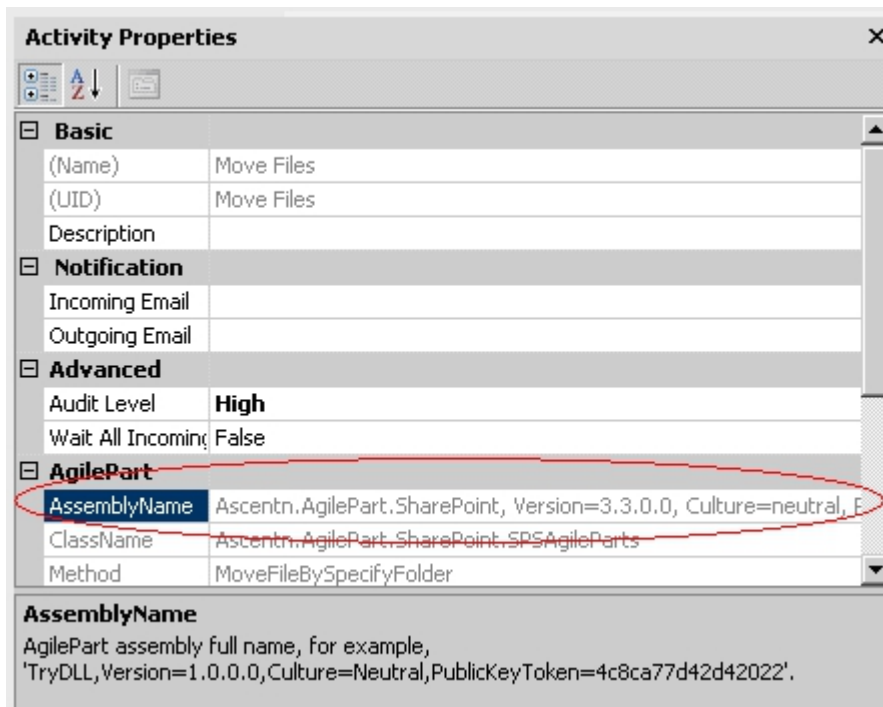 Activity Properties
Basic
(Name) Move Files
(UID) Move Files
Description
Notification
Incoming Email
Outgoing Email
Advanced
Audit Level High
Wait All Incoming False
AgilePart
AssemblyName Ascentn.AgilePart.SharePoint, Version=3.3.0.0, Culture=neutral,
ClassName Ascentn.AgilePart.SharePoint.SPSAgileParts
Method MoveFileBySpecifyFolder
AssemblyName
AgilePart assembly full name, for example,
'TryDLL,Version=1.0.0.0,Culture=Neutral,PublicKeyToken=4c8ca77d42d42022'.